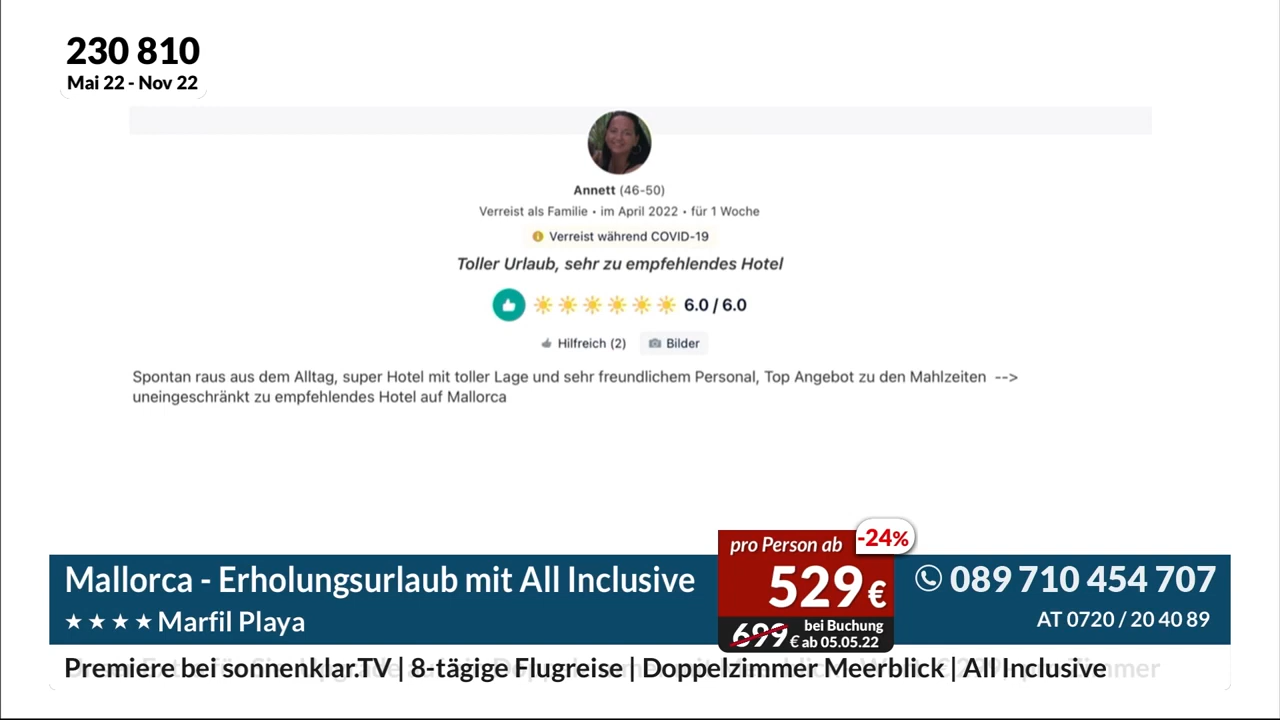 230 810
Mai 22 - Nov 22
Annett (46-50)
Verreist als Familie • im April 2022 • für 1 Woche
Verreist während COVID-19
Toller Urlaub, sehr zu empfehlendes Hotel
6.0 / 6.0
Hilfreich (2) Bilder
Spontan raus aus dem Alltag, super Hotel mit toller Lage und sehr freundlichem Personal, Top Angebot zu den Mahlzeiten -->
uneingeschränkt zu empfehlendes Hotel auf Mallorca
Mallorca - Erholungsurlaub mit All Inclusive
★★★★ Marfil Playa
pro Person ab
-24%
529€
699€ bei Buchung
ab 05.05.22
089 710 454 707
AT 0720 / 20 40 89
Premiere bei sonnenklar.TV | 8-tägige Flugreise | Doppelzimmer Meerblick | All Inclusive